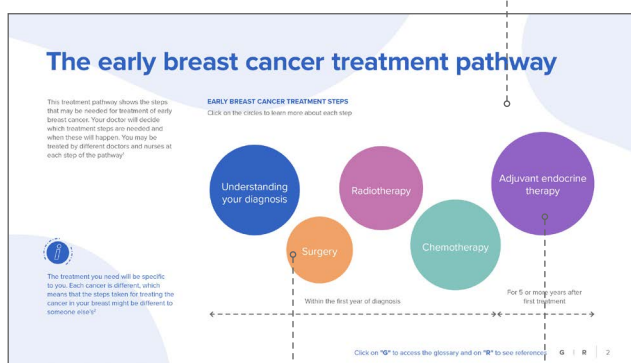 The early breast cancer treatment pathway
This treatment pathway shows the steps
that may be needed for treatment of early
breast cancer. Your doctor will decide
which treatment steps are needed and
when these will happen. You may be
treated by different doctors and nurses at
each step of the pathway¹
EARLY BREAST CANCER TREATMENT STEPS
Click on the circles to learn more about each step
Understanding
your diagnosis
Surgery
Radiotherapy
Chemotherapy
Adjuvant endocrine
therapy
The treatment you need will be specific
to you. Each cancer is different, which
means that the steps taken for treating the
cancer in your breast might be different to
someone else's²
Within the first year of diagnosis
For 5 or more years after
first treatment
Click on "G" to access the glossary and on "R" to see references G | R | 2